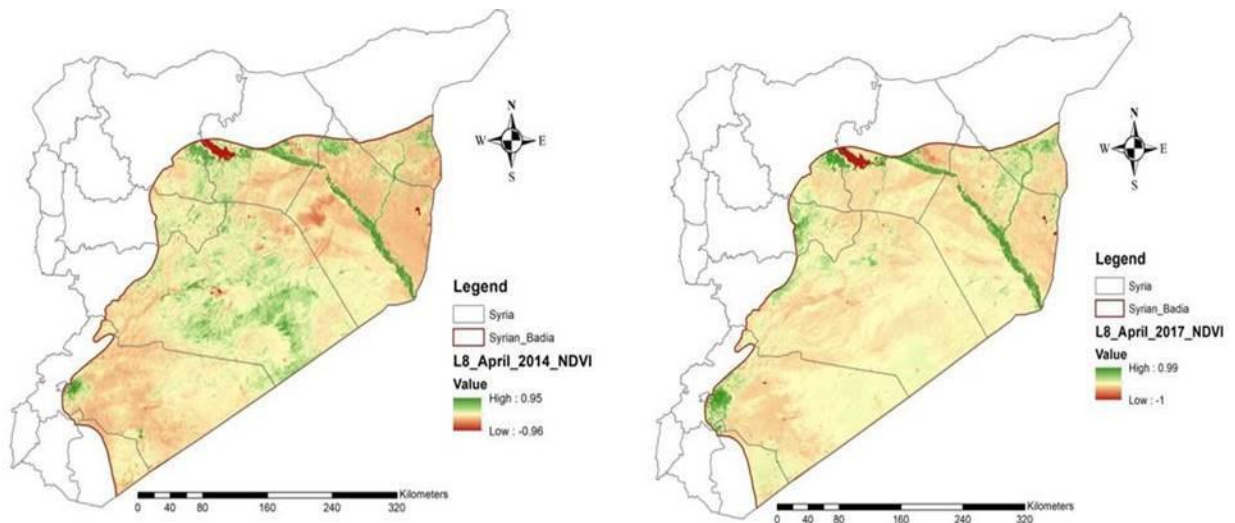 N
W E
S
Legend
Syria
Syrian_Badia
L8_April_2014_NDVI
Value
High : 0.95
Low : -0.96
Kilometers
0 40 80 160 240 320
N
W E
S
Legend
Syria
Syrian_Badia
L8_April_2017_NDVI
Value
High : 0.99
Low : -1
Kilometers
0 20 40 80 160 240 320